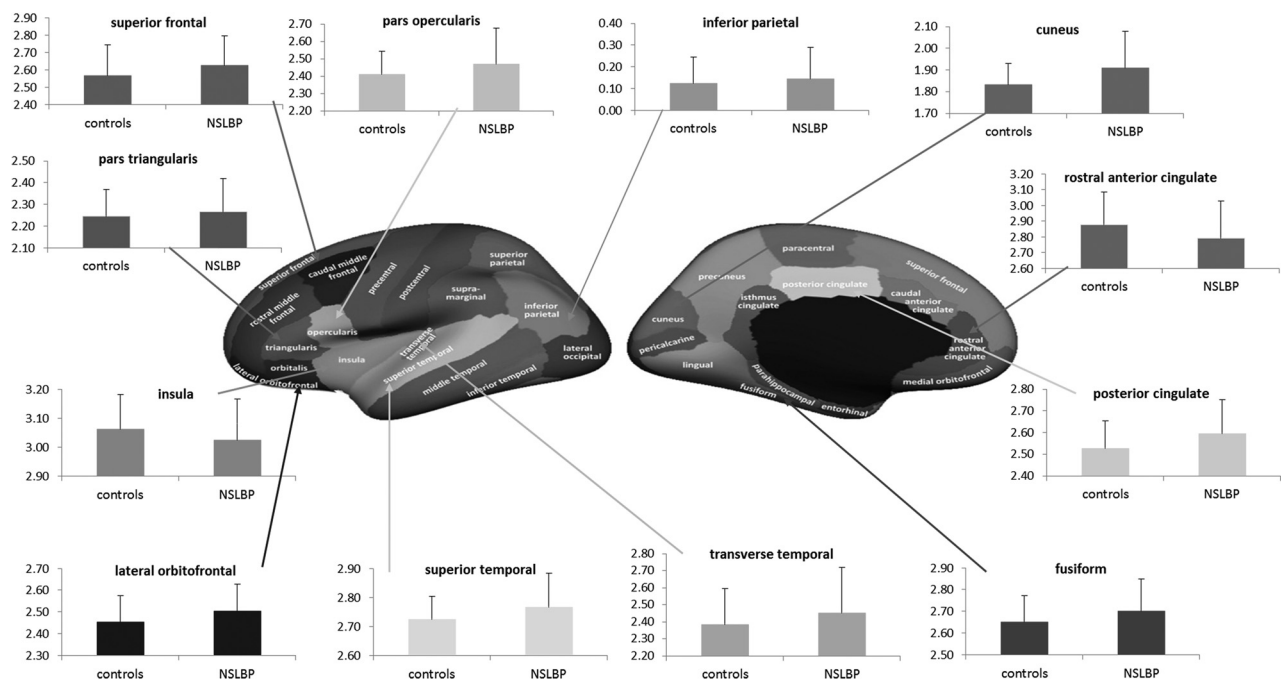 superior frontal
2.90
2.80
2.70
2.60
2.50
2.40
controls NSLBP
pars opercularis
2.70
2.60
2.50
2.40
2.30
2.20
controls NSLBP
inferior parietal
0.40
0.30
0.20
0.10
0.00
controls NSLBP
cuneus
2.10
2.00
1.90
1.80
1.70
controls NSLBP
pars triangularis
2.50
2.40
2.30
2.20
2.10
controls NSLBP
rostral anterior cingulate
3.20
3.10
3.00
2.90
2.80
2.70
2.60
controls NSLBP
superior frontal
caudal middle
frontal
precentral
postcentral
superior
parietal
supra-
marginal
rostral middle
frontal
opercularis
inferior
parietal
triangularis
orbitalis
lateral orbitofrontal
insula
transverse
temporal
superior temporal
middle temporal
inferior temporal
lateral
occipital
paracentral
precuneus
posterior cingulate
superior frontal
isthmus
cingulate
caudal
anterior
cingulate
cuneus
pericalcarine
lingual
rostral
anterior
cingulate
medial orbitofrontal
parahippocampal
fusiform
entorhinal
insula
3.20
3.10
3.00
2.90
controls NSLBP
posterior cingulate
2.80
2.70
2.60
2.50
2.40
controls NSLBP
lateral orbitofrontal
2.70
2.60
2.50
2.40
2.30
controls NSLBP
superior temporal
2.90
2.80
2.70
2.60
controls NSLBP
transverse temporal
2.80
2.70
2.60
2.50
2.40
2.30
2.20
controls NSLBP
fusiform
2.90
2.80
2.70
2.60
2.50
controls NSLBP